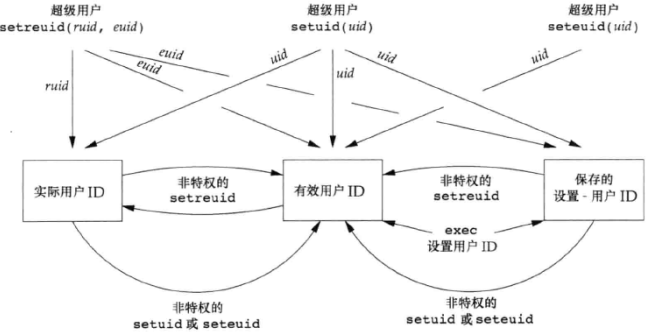 超级用户
setreuid(ruid, euid)
超级用户
setuid(uid)
超级用户
seteuid(uid)
ruid
euid
euid
uid
uid
uid
uid
实际用户 ID
非特权的
setreuid
有效用户 ID
非特权的
setreuid
保存的
设置-用户 ID
exec
设置用户 ID
非特权的
setuid 或 seteuid
非特权的
setuid 或 seteuid